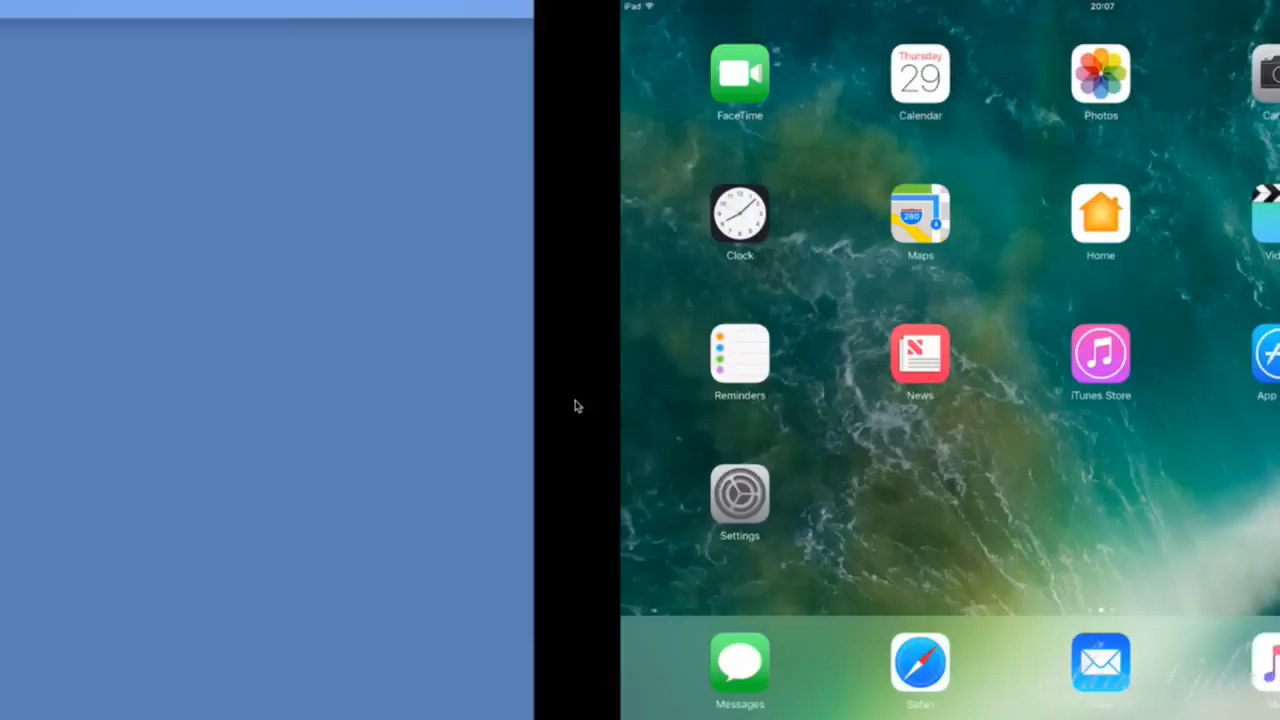 iPad 20:07
Thursday
29
FaceTime Calendar Photos
280
Clock Maps Home
Reminders News iTunes Store App
Settings
Messages Safari